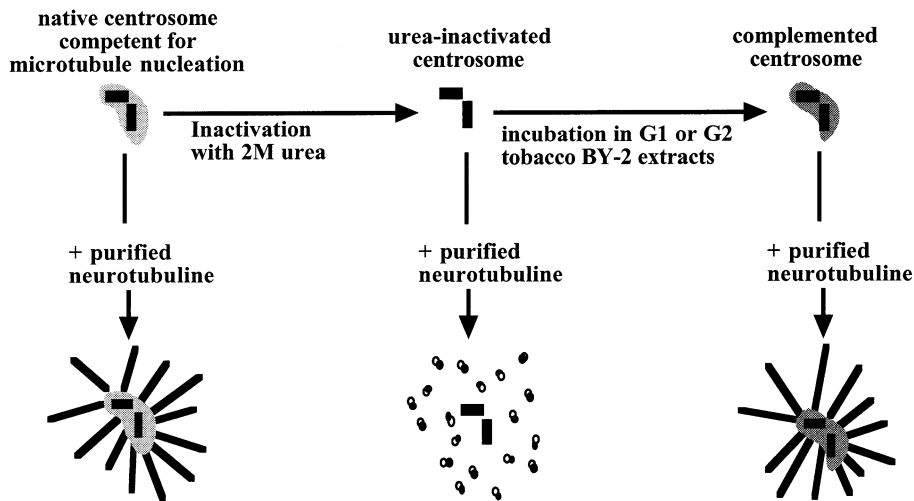 native centrosome
competent for
microtubule nucleation
urea-inactivated
centrosome
complemented
centrosome
Inactivation
with 2M urea
incubation in G1 or G2
tobacco BY-2 extracts
+ purified
neurotubuline
+ purified
neurotubuline
+ purified
neurotubuline